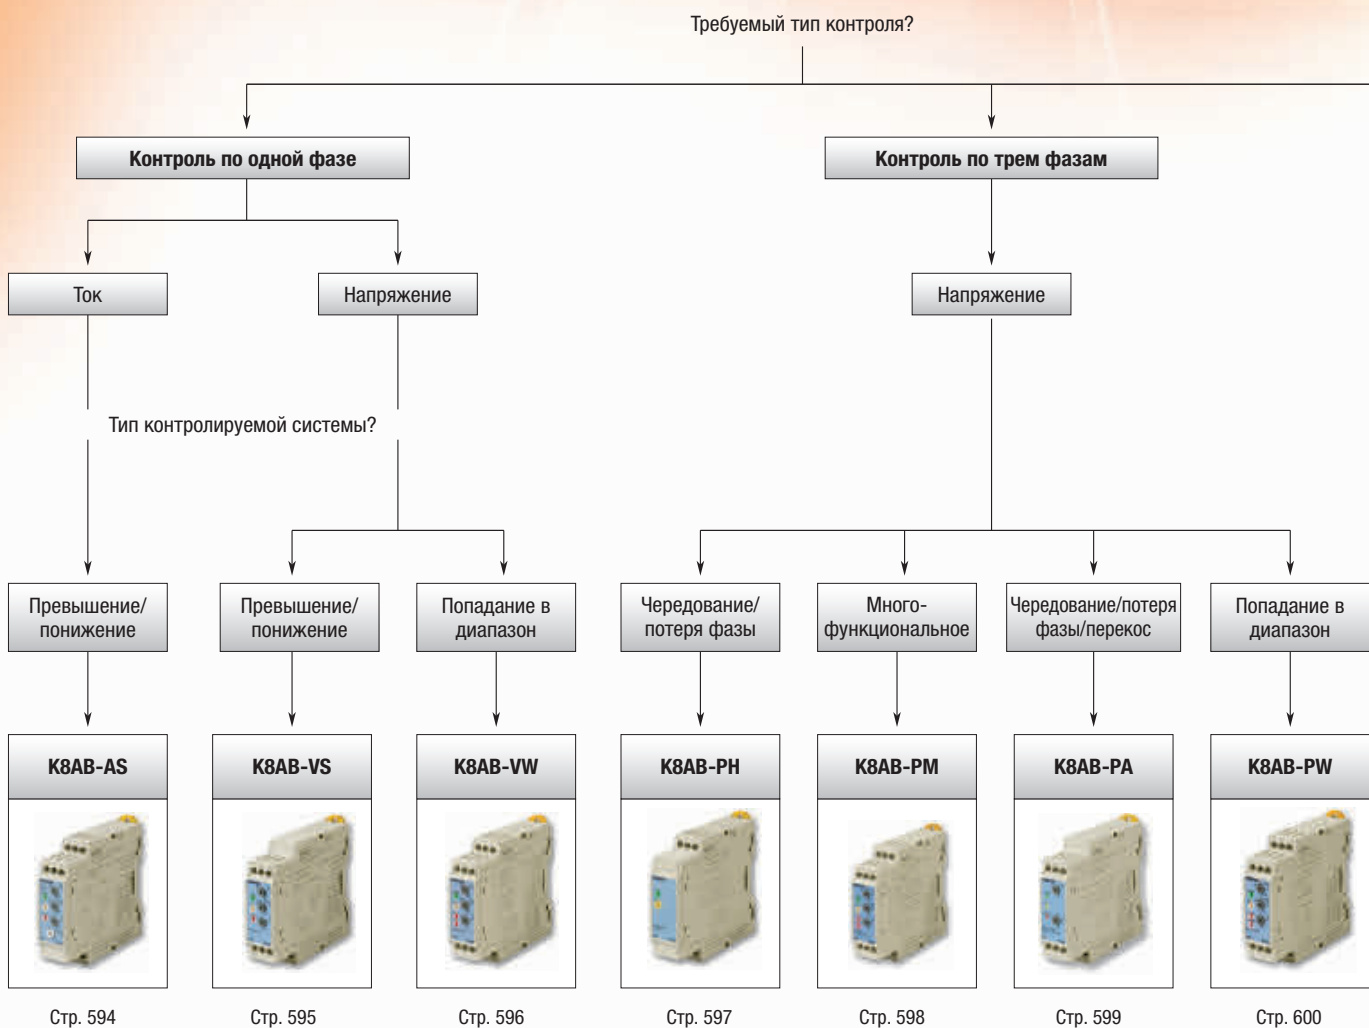 Требуемый тип контроля?
Контроль по одной фазе
Контроль по трем фазам
Ток
Напряжение
Напряжение
Тип контролируемой системы?
Превышение/
понижение
Превышение/
понижение
Попадание в
диапазон
Чередование/
потеря фазы
Много-
функциональное
Чередование/потеря
фазы/перекос
Попадание в
диапазон
K8AB-AS
K8AB-VS
K8AB-VW
K8AB-PH
K8AB-PM
K8AB-PA
K8AB-PW
Стр. 594
Стр. 595
Стр. 596
Стр. 597
Стр. 598
Стр. 599
Стр. 600